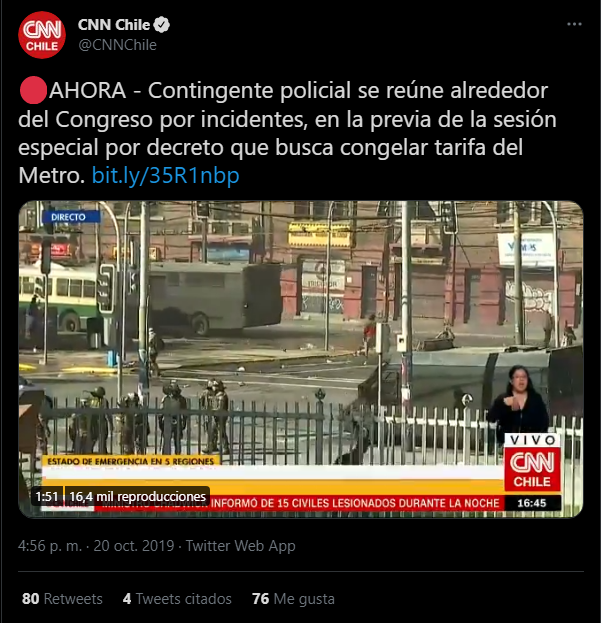 CNN Chile
@CNNChile
CNN
CHILE
AHORA - Contingente policial se reúne alrededor
del Congreso por incidentes, en la previa de la sesión
especial por decreto que busca congelar tarifa del
Metro. bit.ly/35R1nbp
DIRECTO
ESTADO DE EMERGENCIA EN 5 REGIONES
VIVO
CNN
CHILE
1:51 16,4 mil reproducciones
INFORMÓ DE 15 CIVILES LESIONADOS DURANTE LA NOCHE
16:45
4:56 p. m. · 20 oct. 2019 · Twitter Web App
80 Retweets 4 Tweets citados 76 Me gusta